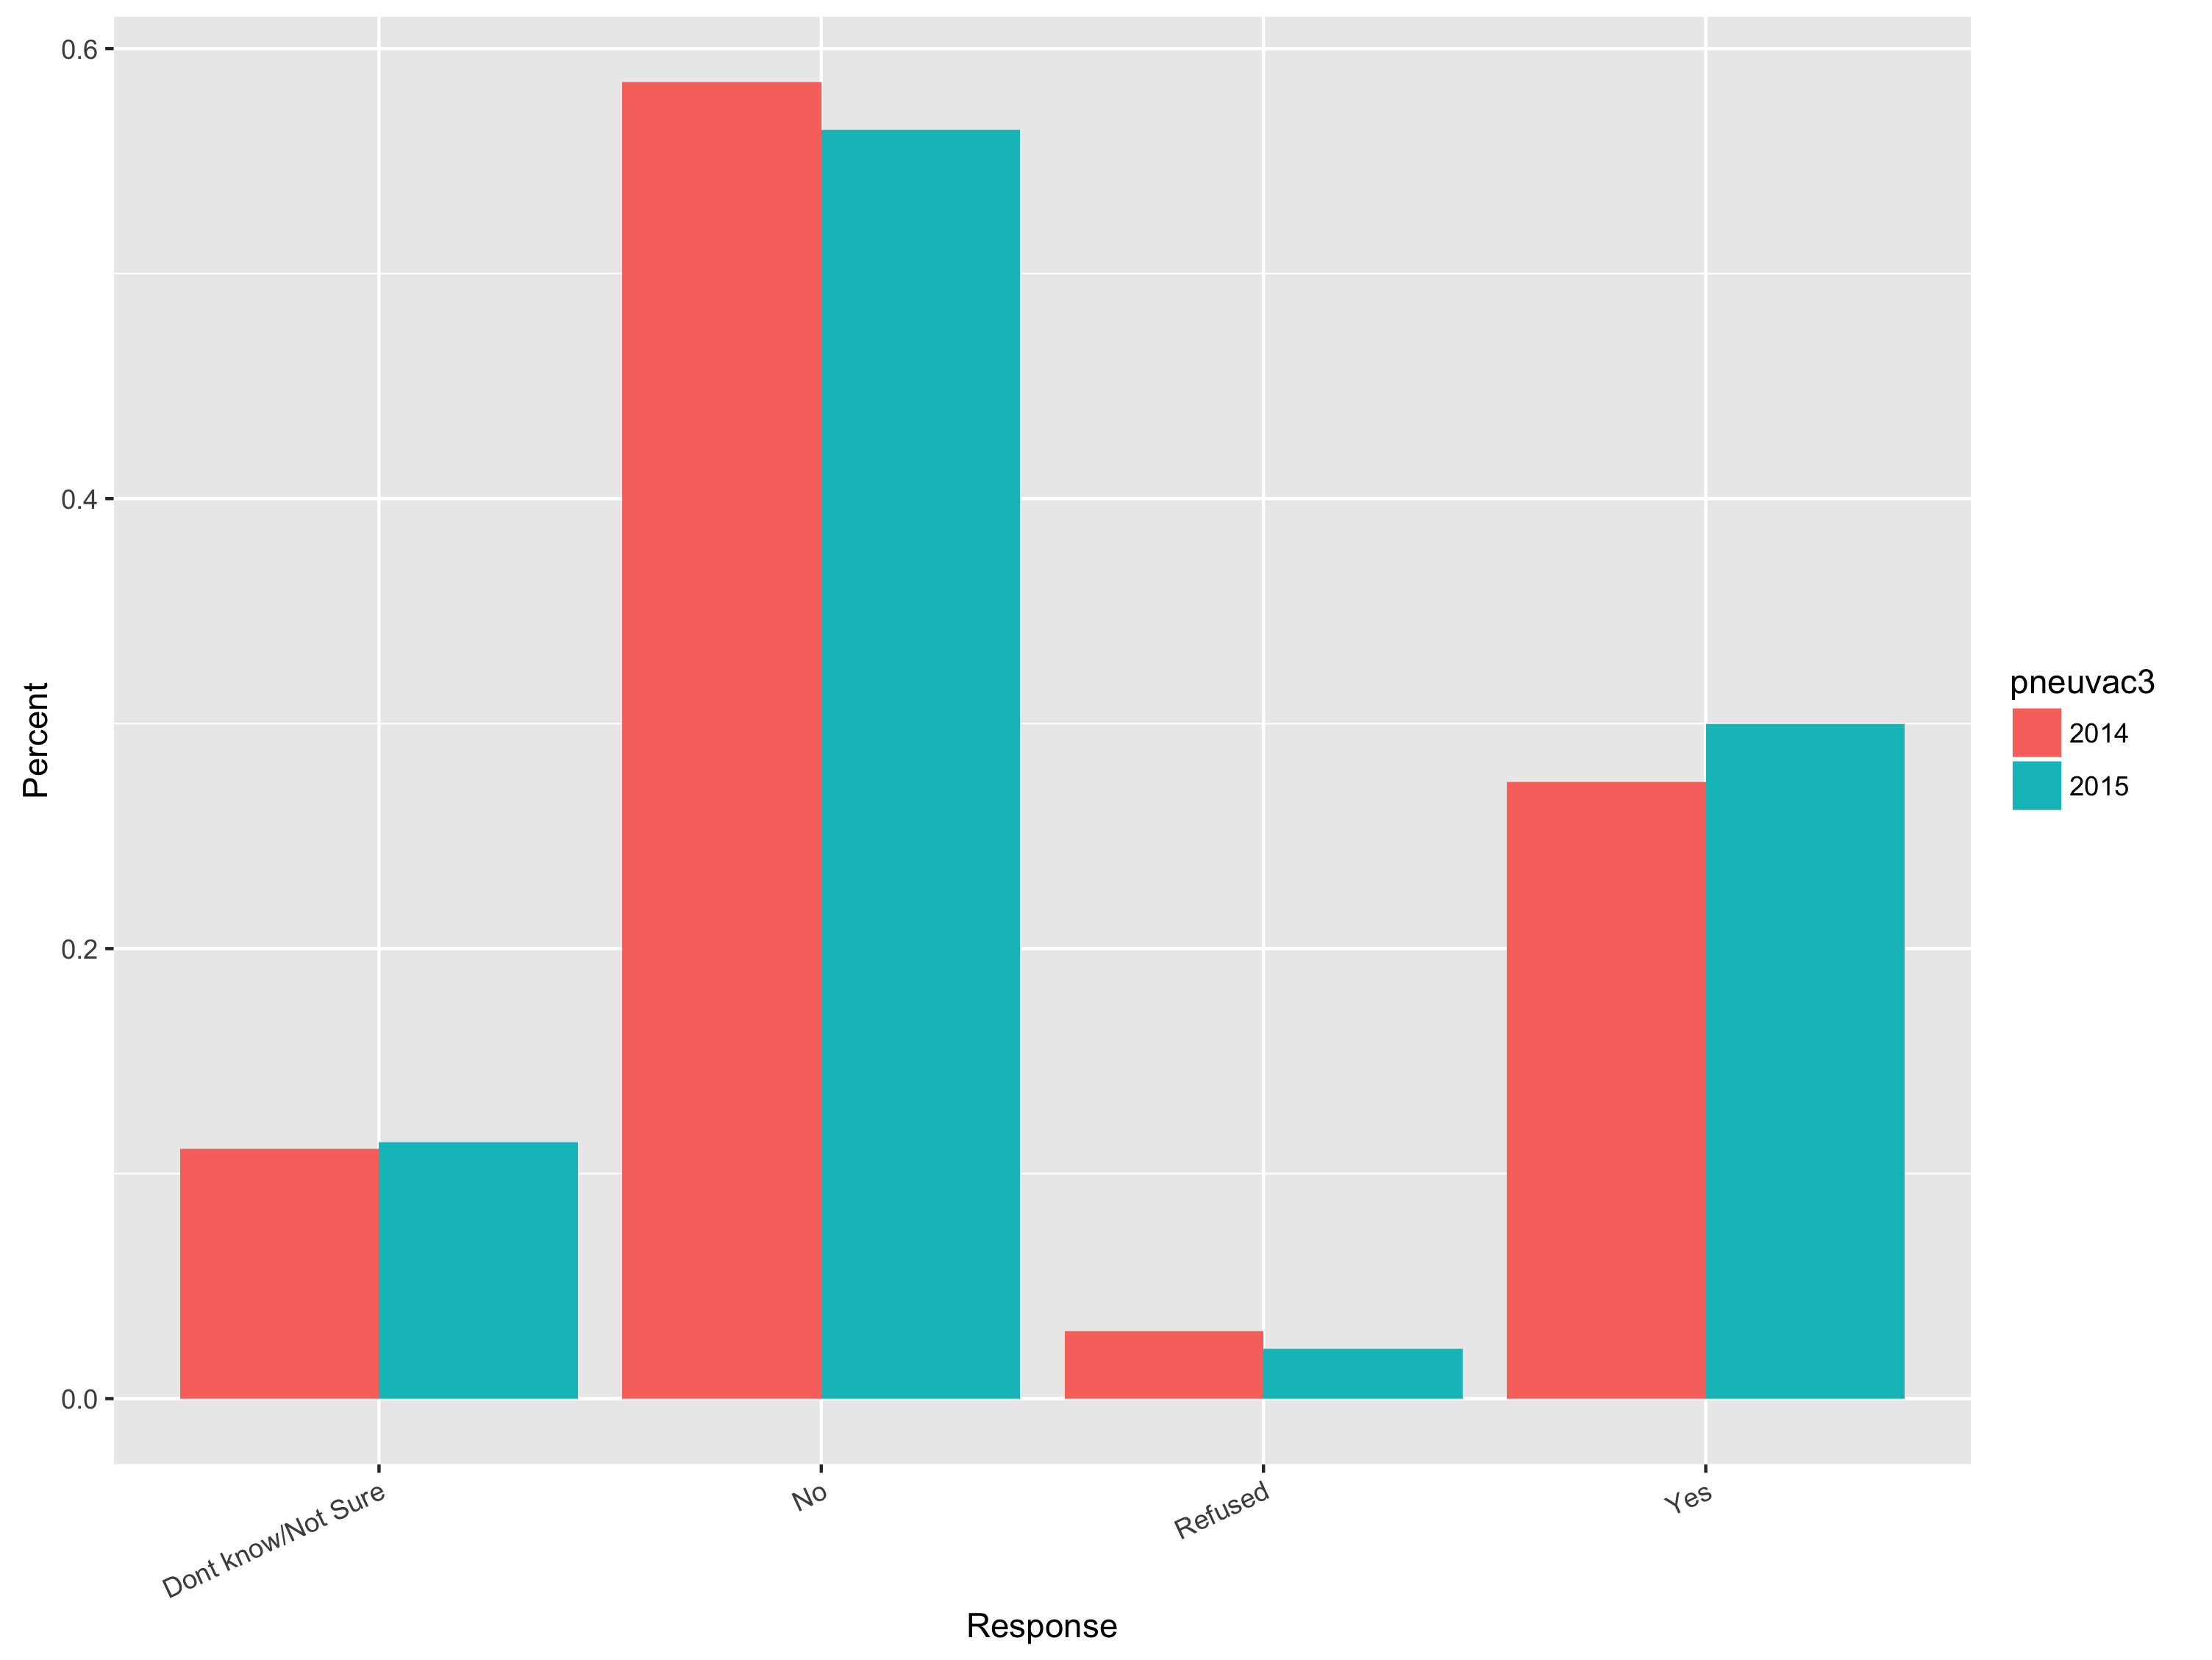 0.6
0.4
0.2
0.0
Percent
Dont know/Not Sure
No
Refused
Yes
Response
pneuvac3
2014
2015